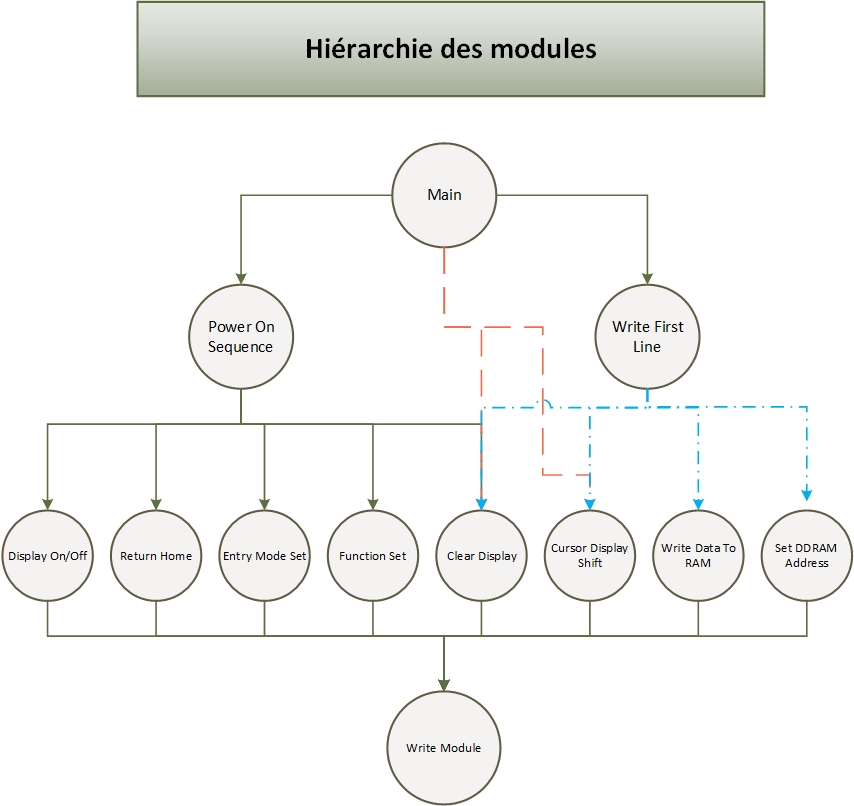 Hiérarchie des modules
Main
Power On
Sequence
Write First
Line
Display On/Off
Return Home
Entry Mode Set
Function Set
Clear Display
Cursor Display
Shift
Write Data To
RAM
Set DDRAM
Address
Write Module